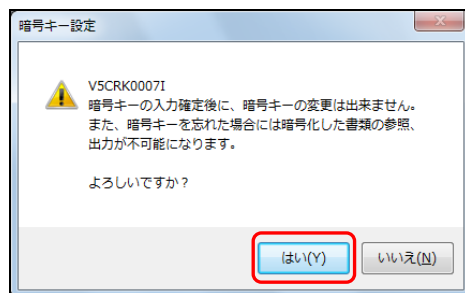 暗号キー設定
V5CRK0007I
暗号キーの入力確定後に、暗号キーの変更は出来ません。
また、暗号キーを忘れた場合には暗号化した書類の参照、
出力が不可能になります。
よろしいですか?
はい(Y)
いいえ(N)